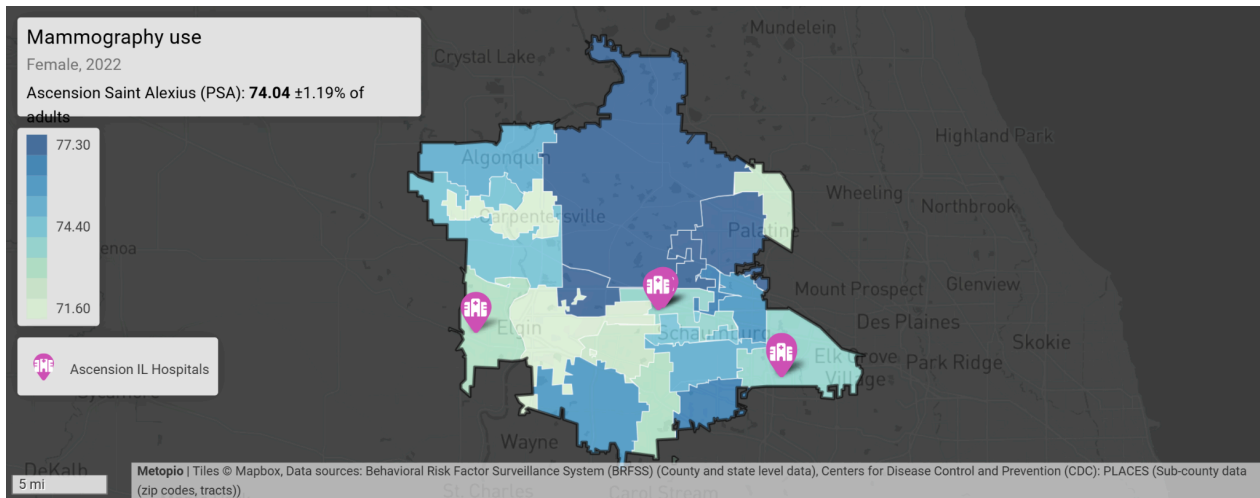 Mammography use
Female, 2022
Ascension Saint Alexius (PSA): 74.04 ±1.19% of
adults
77.30
74.40
71.60
Ascension IL Hospitals
Mundelein
Crystal Lake
Highland Park
Algonquin
Wheeling
Northbrook
Carpentersville
Palatine
enoa
Mount Prospect
Glenview
Des Plaines
Elgin
Schaumburg
Skokie
Elk Grove
Village
Park Ridge
Sycamore
Wayne
DeKalb
St. Charles
Carol Stream
5 mi
Metopio | Tiles © Mapbox, Data sources: Behavioral Risk Factor Surveillance System (BRFSS) (County and state level data), Centers for Disease Control and Prevention (CDC): PLACES (Sub-county data
(zip codes, tracts))